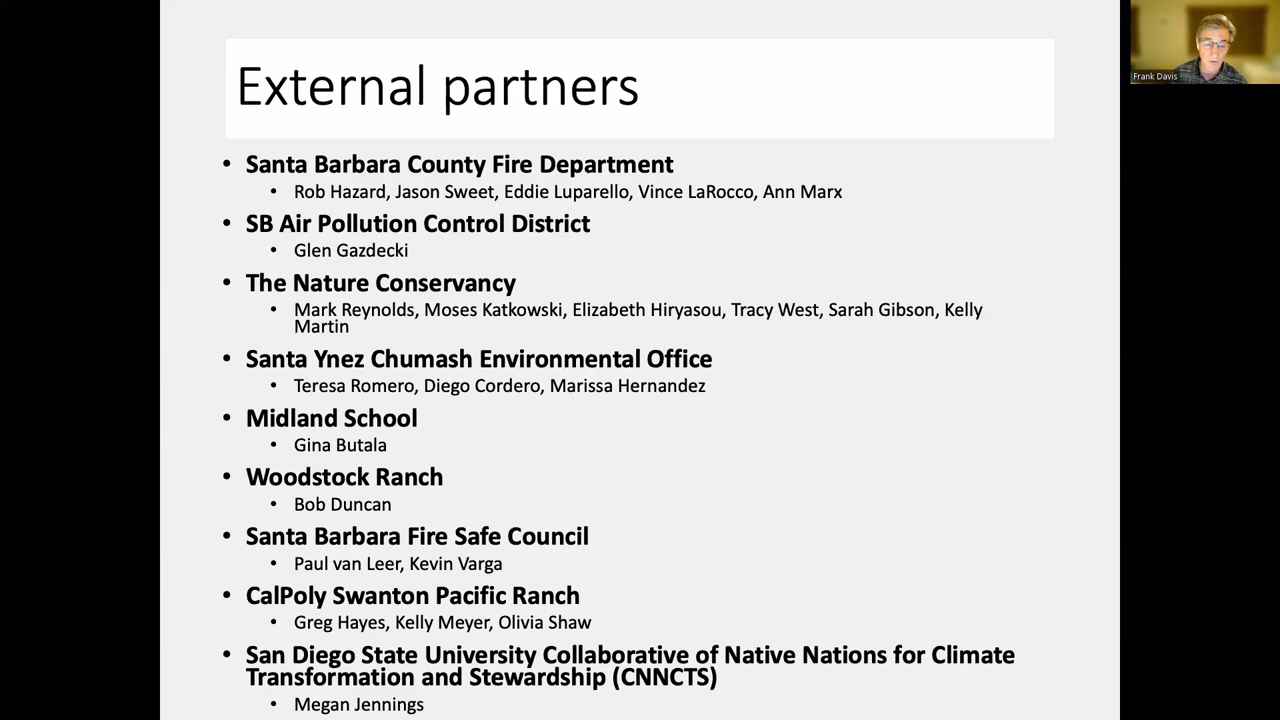 External partners
Frank Davis
• Santa Barbara County Fire Department
• Rob Hazard, Jason Sweet, Eddie Luparello, Vince LaRocco, Ann Marx
• SB Air Pollution Control District
• Glen Gazdecki
• The Nature Conservancy
• Mark Reynolds, Moses Katkowski, Elizabeth Hiryasou, Tracy West, Sarah Gibson, Kelly
Martin
• Santa Ynez Chumash Environmental Office
• Teresa Romero, Diego Cordero, Marissa Hernandez
• Midland School
• Gina Butala
• Woodstock Ranch
• Bob Duncan
• Santa Barbara Fire Safe Council
• Paul van Leer, Kevin Varga
• CalPoly Swanton Pacific Ranch
• Greg Hayes, Kelly Meyer, Olivia Shaw
• San Diego State University Collaborative of Native Nations for Climate
Transformation and Stewardship (CNNCTS)
• Megan Jennings